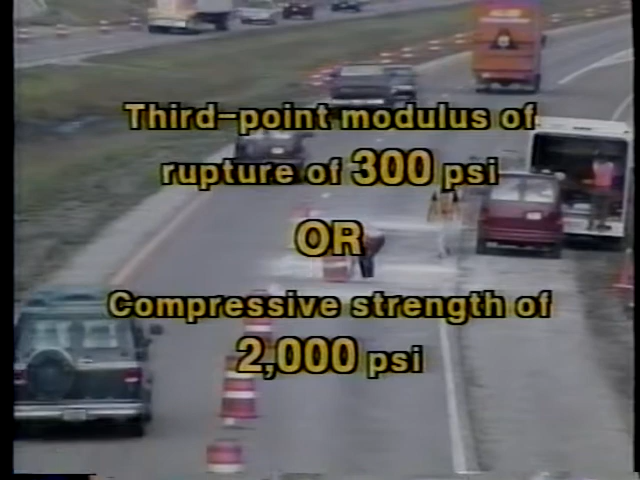 Third-point modulus of
rupture of 300 psi
OR
Compressive strength of
2,000 psi